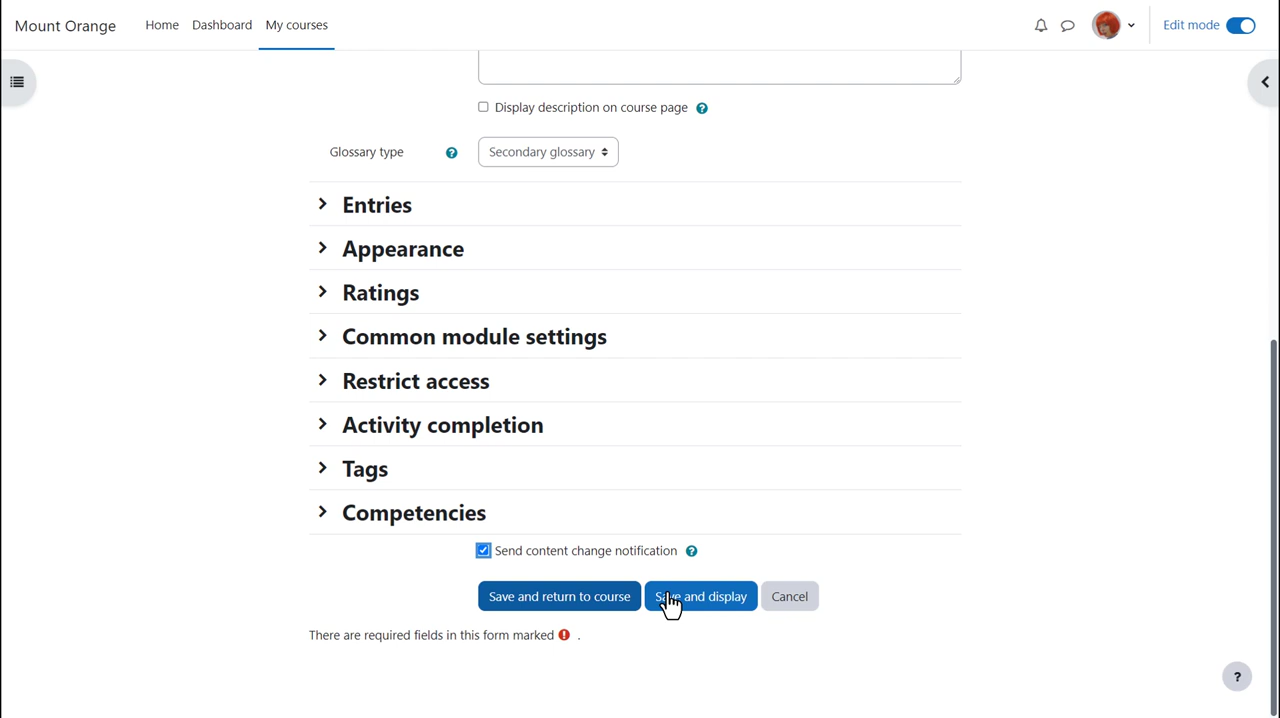 Mount Orange Home Dashboard My courses Edit mode
Display description on course page ?
Glossary type ? Secondary glossary
Entries
Appearance
Ratings
Common module settings
Restrict access
Activity completion
Tags
Competencies
Send content change notification ?
Save and return to course Save and display Cancel
There are required fields in this form marked ! .
?